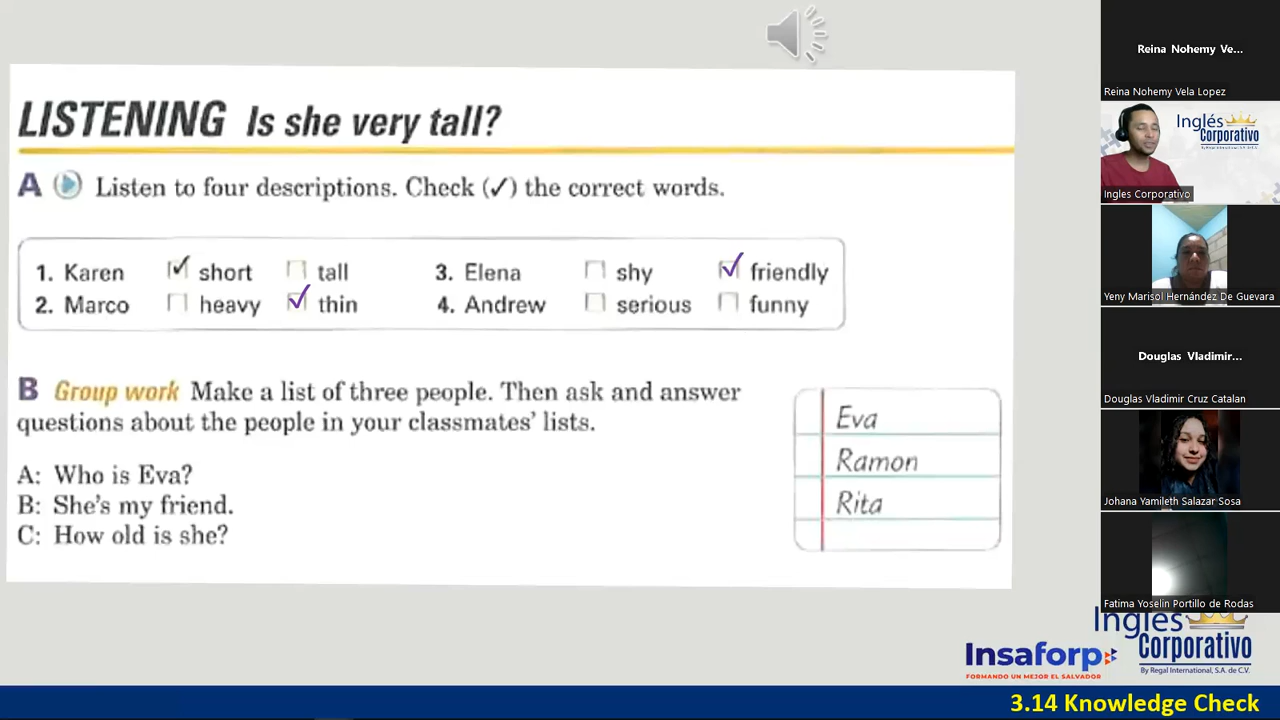 LISTENING Is she very tall?
A Listen to four descriptions. Check (✓) the correct words.
1. Karen ✓ short tall 3. Elena shy ✓ friendly
2. Marco heavy ✓ thin 4. Andrew serious funny
B Group work Make a list of three people. Then ask and answer
questions about the people in your classmates' lists.
A: Who is Eva?
B: She's my friend.
C: How old is she?
Eva
Ramon
Rita
Reina Nohemy Ve...
Reina Nohemy Vela Lopez
Inglés
Corporativo
By Regal International, S.A. de C.V.
Ingles Corporativo
Yeny Marisol Hernández De Guevara
Douglas Vladimir...
Douglas Vladimir Cruz Catalan
Johana Yamileth Salazar Sosa
Fatima Yoselin Portillo de Rodas
Insaforp
FORMANDO UN MEJOR EL SALVADOR
Inglés
Corporativo
By Regal International, S.A. de C.V.
3.14 Knowledge Check